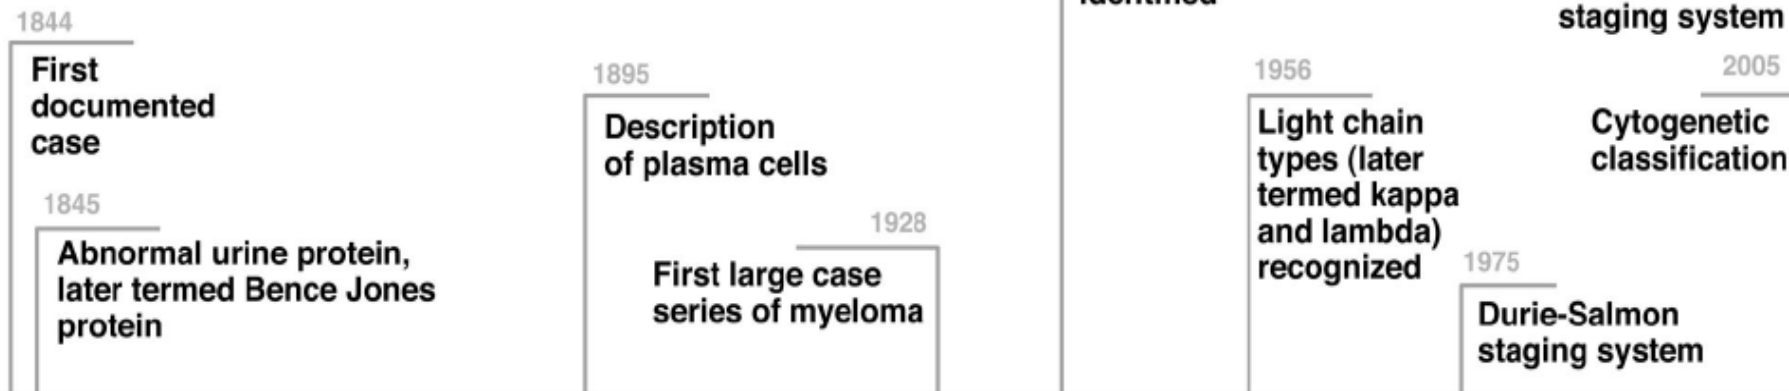 staging system
1844
First
documented
case
1845
Abnormal urine protein,
later termed Bence Jones
protein
1895
Description
of plasma cells
1928
First large case
series of myeloma
1956
Light chain
types (later
termed kappa
and lambda)
recognized
1975
Durie-Salmon
staging system
2005
Cytogenetic
classification